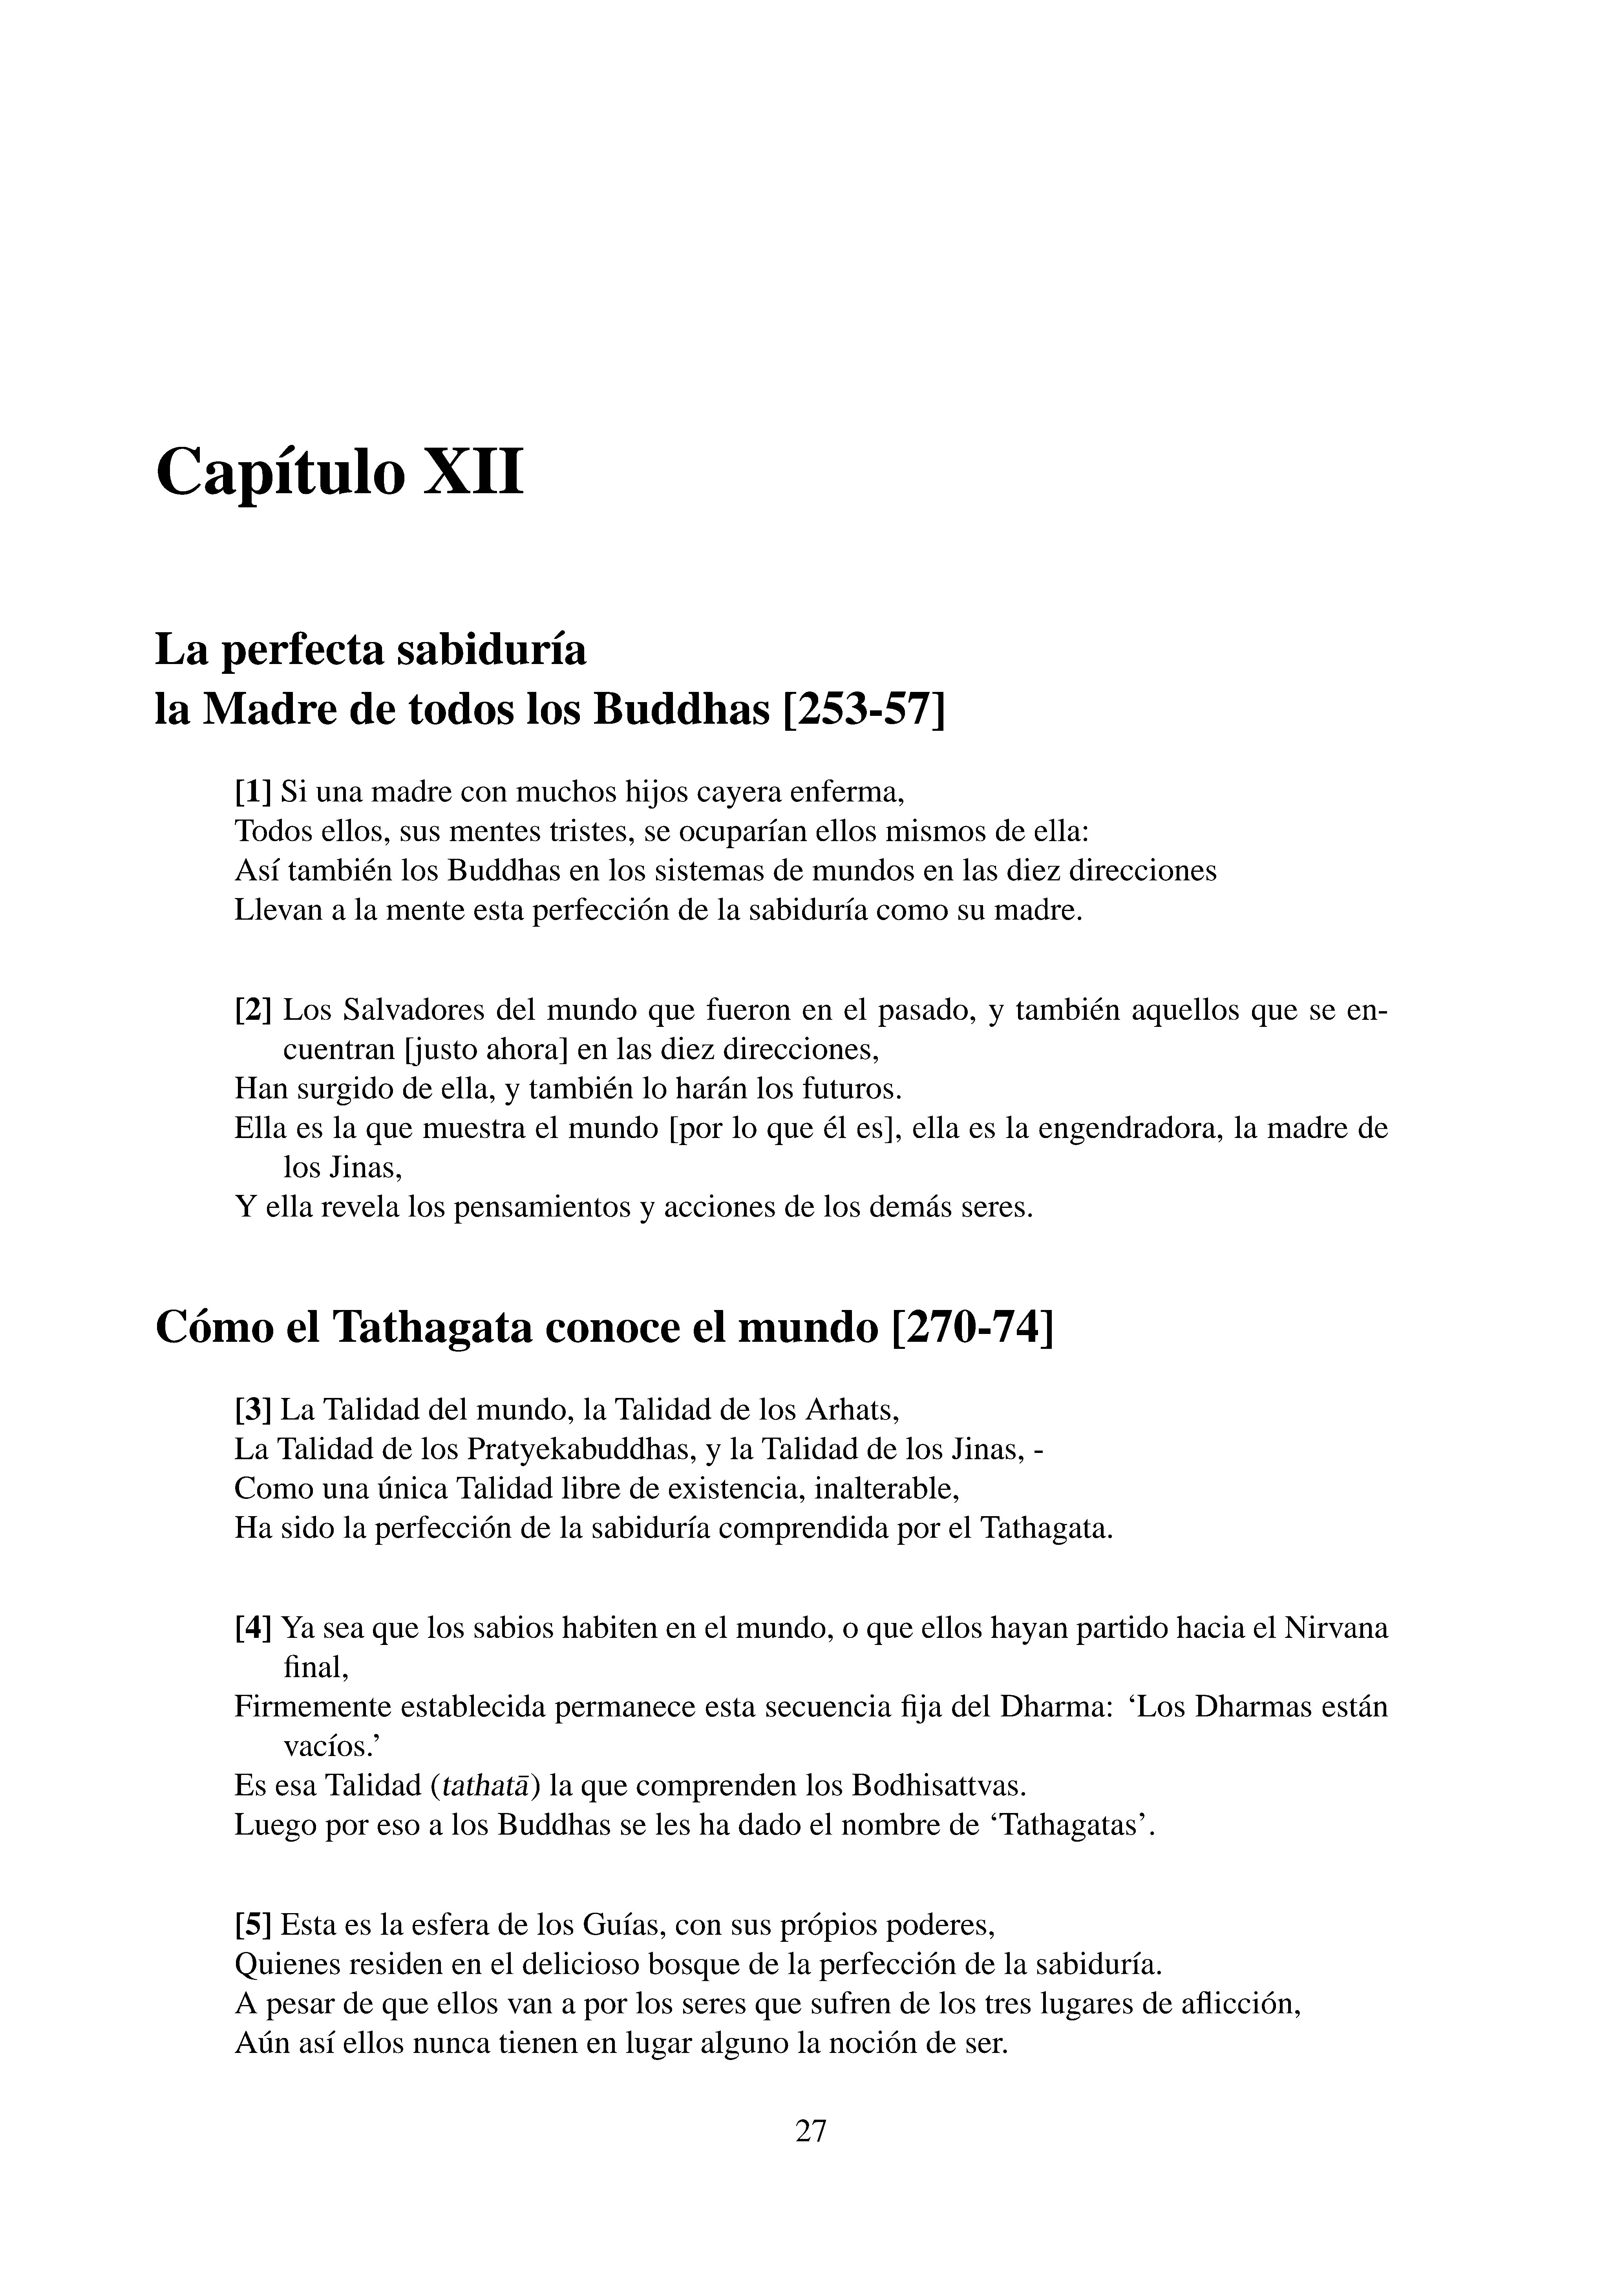 Capítulo XII
La perfecta sabiduría
la Madre de todos los Buddhas [253-57]
[1] Si una madre con muchos hijos cayera enferma,
Todos ellos, sus mentes tristes, se ocuparían ellos mismos de ella:
Así también los Buddhas en los sistemas de mundos en las diez direcciones
Llevan a la mente esta perfección de la sabiduría como su madre.
[2] Los Salvadores del mundo que fueron en el pasado, y también aquellos que se en-
cuentran [justo ahora] en las diez direcciones,
Han surgido de ella, y también lo harán los futuros.
Ella es la que muestra el mundo [por lo que él es], ella es la engendradora, la madre de
los Jinas,
Y ella revela los pensamientos y acciones de los demás seres.
Cómo el Tathagata conoce el mundo [270-74]
[3] La Talidad del mundo, la Talidad de los Arhats,
La Talidad de los Pratyekabuddhas, y la Talidad de los Jinas, -
Como una única Talidad libre de existencia, inalterable,
Ha sido la perfección de la sabiduría comprendida por el Tathagata.
[4] Ya sea que los sabios habiten en el mundo, o que ellos hayan partido hacia el Nirvana
final,
Firmemente establecida permanece esta secuencia fija del Dharma: ‘Los Dharmas están
vacíos.’
Es esa Talidad (tathatā) la que comprenden los Bodhisattvas.
Luego por eso a los Buddhas se les ha dado el nombre de ‘Tathagatas’.
[5] Esta es la esfera de los Guías, con sus própios poderes,
Quienes residen en el delicioso bosque de la perfección de la sabiduría.
A pesar de que ellos van a por los seres que sufren de los tres lugares de aflicción,
Aún así ellos nunca tienen en lugar alguno la noción de ser.
27